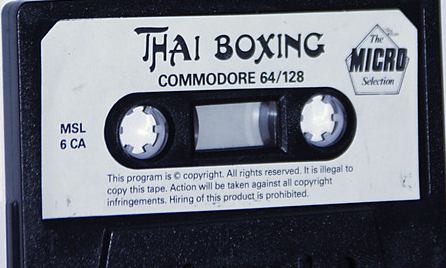 THAI BOXING
COMMODORE 64/128
The
MICRO
Selection
MSL
6 CA
This program is © copyright. All rights reserved. It is illegal to
copy this tape. Action will be taken against all copyright
infringements. Hiring of this product is prohibited.